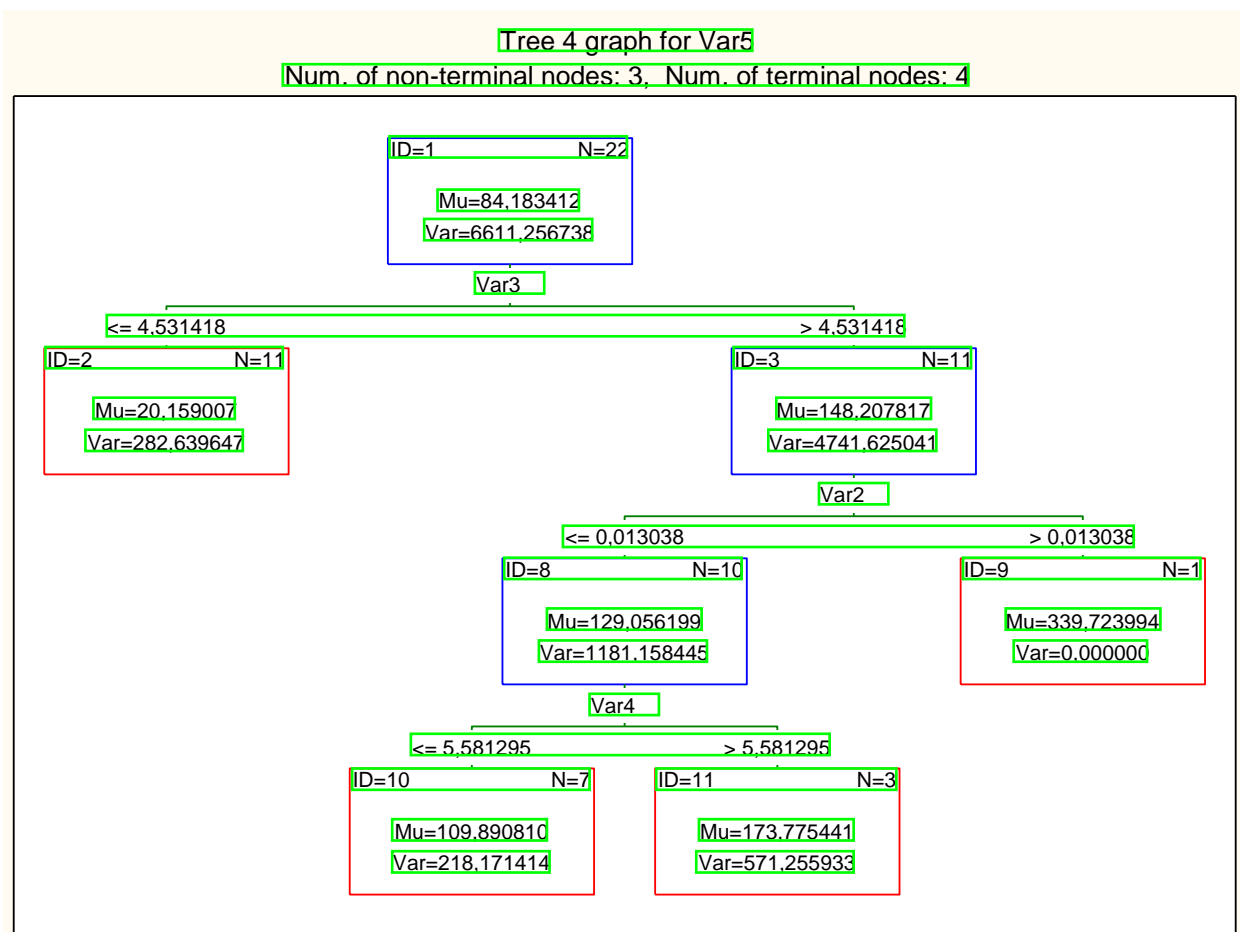 Tree 4 graph for Var5
Num. of non-terminal nodes: 3, Num. of terminal nodes: 4
ID=1 N=22
Mu=84,183412
Var=6611,256738
Var3
<= 4,531418 > 4,531418
ID=2 N=11
ID=3 N=11
Mu=20,159007
Mu=148,207817
Var=282,639647
Var=4741,625041
Var2
<= 0,013038 > 0,013038
ID=8 N=10
ID=9 N=1
Mu=129,056199
Mu=339,723994
Var=1181,158445
Var=0,000000
Var4
<= 5,581295 > 5,581295
ID=10 N=7
ID=11 N=3
Mu=109,890810
Mu=173,775441
Var=218,171414
Var=571,255933